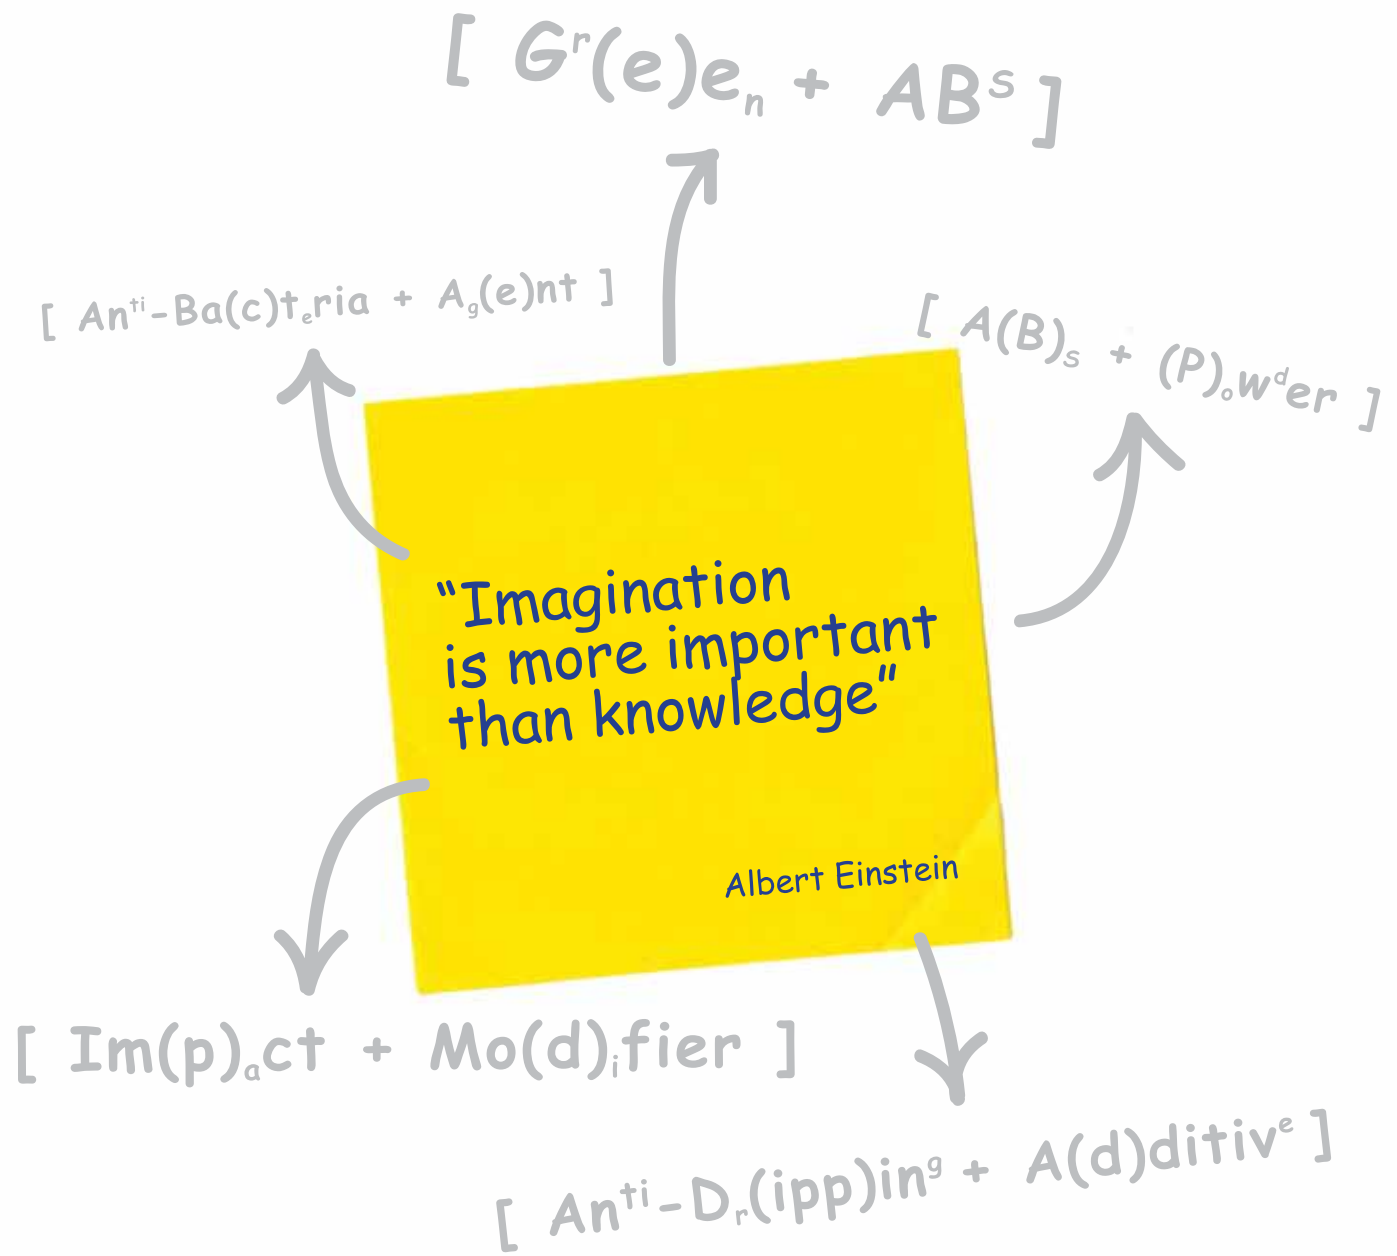 [ Gʳ(e)eₙ + ABˢ ]
[ Anᵗⁱ-Ba(c)tₑria + A₉(e)nt ]
[ A(B)ₛ + (P)ₒwᵈer ]
“Imagination
is more important
than knowledge”
Albert Einstein
[ Im(p)ₐct + Mo(d)ᵢfier ]
[ Anᵗⁱ-Dᵣ(ipp)inᵍ + A(d)ditivᵉ ]